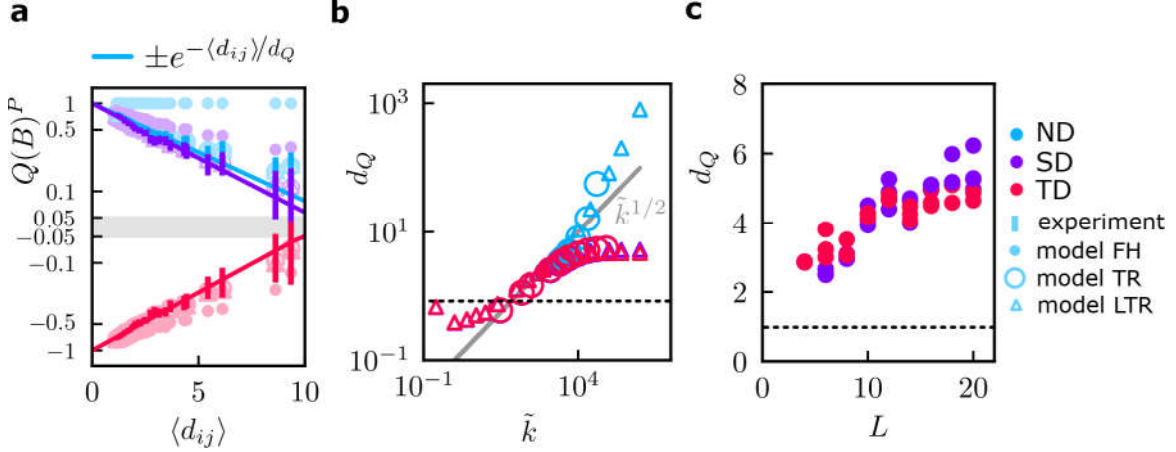 a
±e^{-⟨d_{ij}⟩/d_Q}
Q(B)^P
1
0.5
0.1
0.05
−0.05
−0.1
−0.5
−1
0 5 10
⟨d_{ij}⟩
b
d_Q
10^3
10^1
10^{−1}
k̃^{1/2}
10^{−1} 10^4
k̃
c
d_Q
8
6
4
2
0
0 10 20
L
ND
SD
TD
experiment
model FH
model TR
model LTR